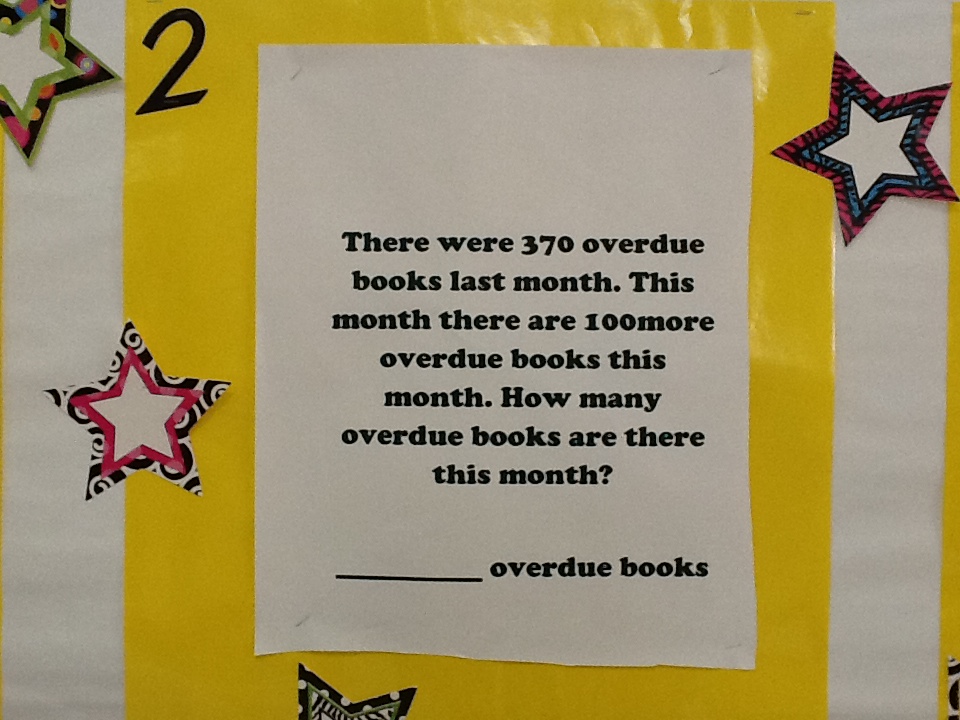 2
There were 370 overdue
books last month. This
month there are 100more
overdue books this
month. How many
overdue books are there
this month?
________ overdue books